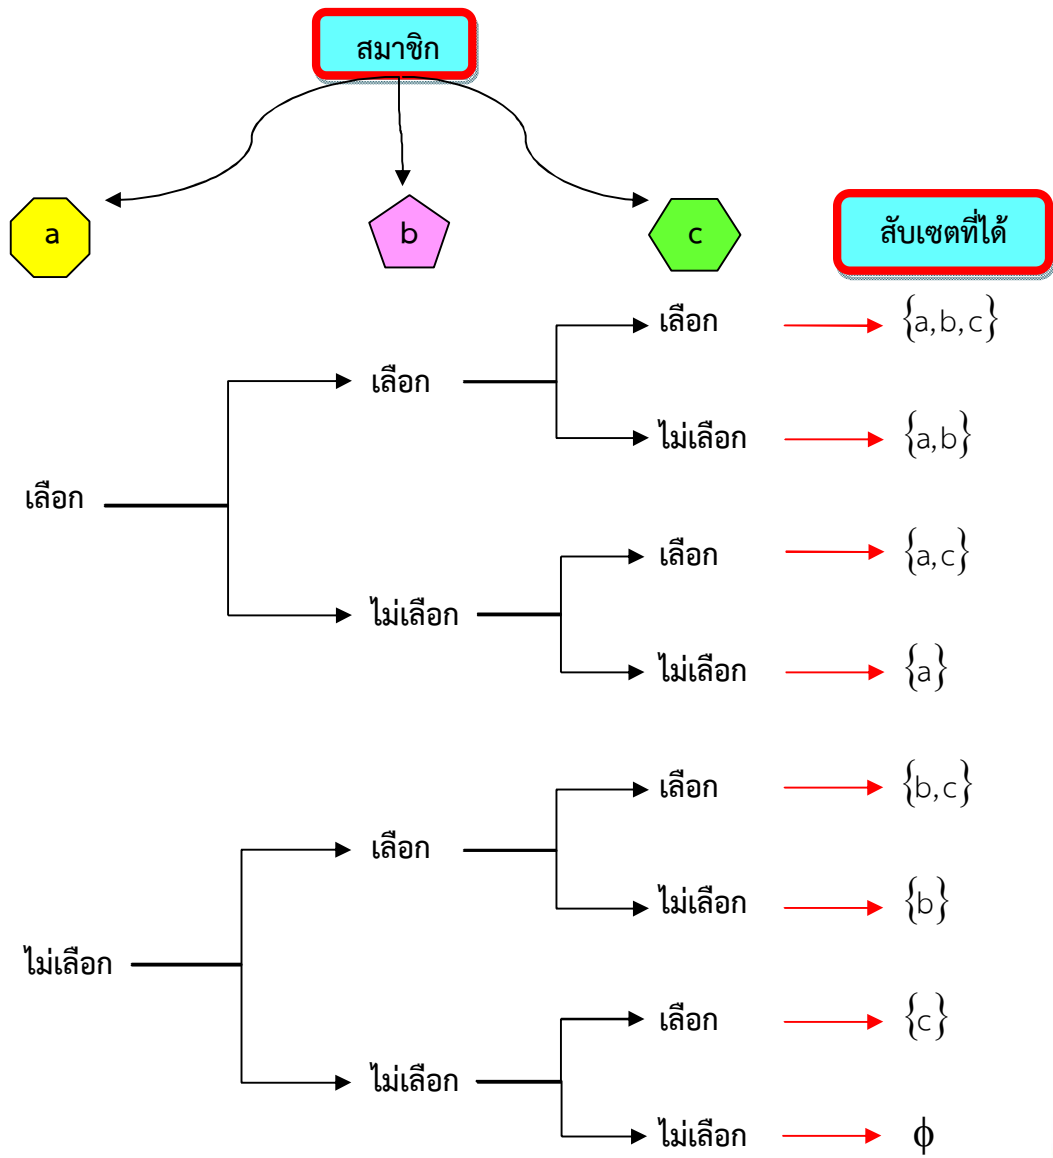 สมาชิก
a b c สับเซตที่ได้
เลือก {a,b,c}
เลือก
ไม่เลือก {a,b}
เลือก
เลือก {a,c}
ไม่เลือก
ไม่เลือก {a}
เลือก {b,c}
เลือก
ไม่เลือก {b}
ไม่เลือก
เลือก {c}
ไม่เลือก
ไม่เลือก ϕ